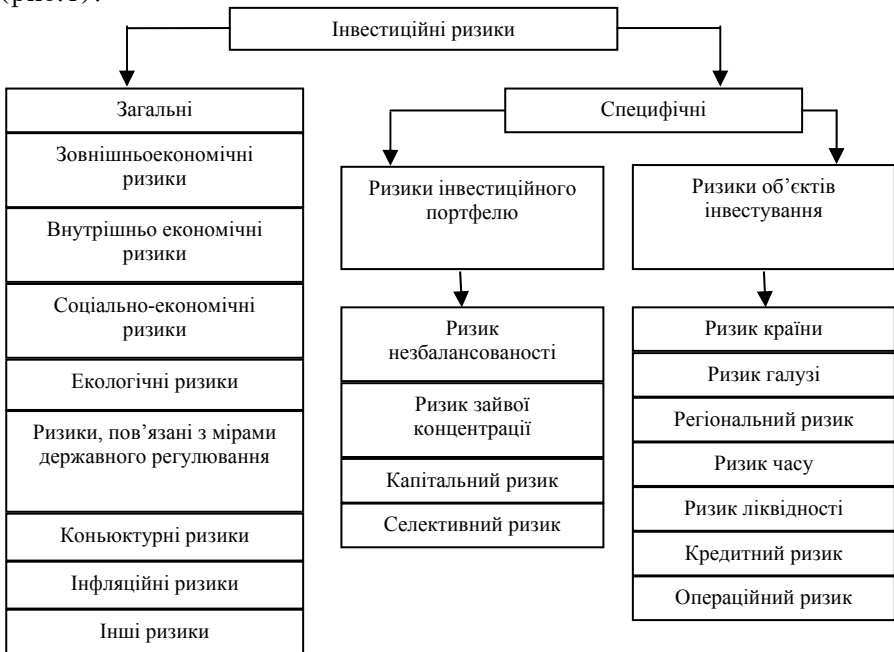 (рис.1).
Інвестиційні ризики
Загальні
Зовнішньоекономічні
ризики
Внутрішньо економічні
ризики
Соціально-економічні
ризики
Екологічні ризики
Ризики, пов’язані з мірами
державного регулювання
Коньюктурні ризики
Інфляційні ризики
Інші ризики
Специфічні
Ризики інвестиційного
портфелю
Ризик
незбалансованості
Ризик зайвої
концентрації
Капітальний ризик
Селективний ризик
Ризики об’єктів
інвестування
Ризик країни
Ризик галузі
Регіональний ризик
Ризик часу
Ризик ліквідності
Кредитний ризик
Операційний ризик